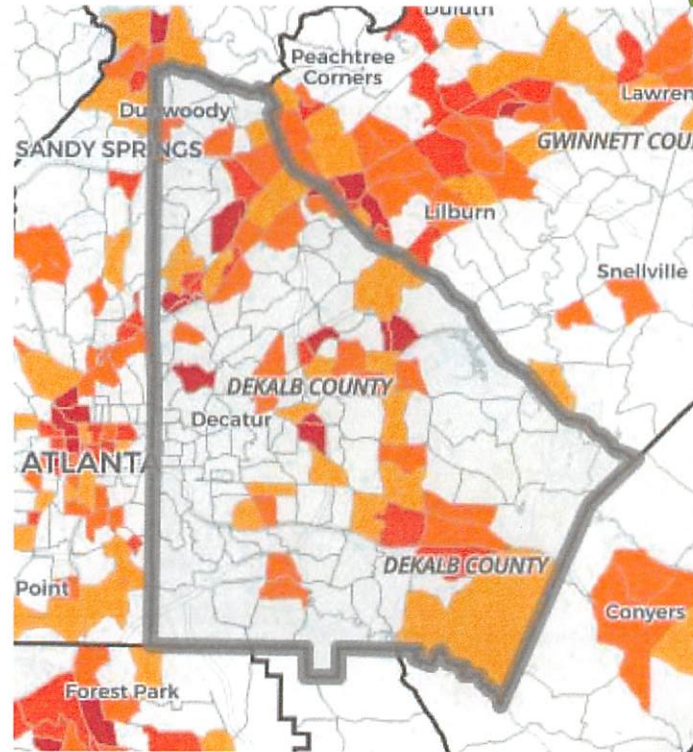 Duluth
Peachtree
Corners
Lawren
Dunwoody
SANDY SPRINGS
GWINNETT COU
Lilburn
Snellville
DEKALB COUNTY
Decatur
ATLANTA
DEKALB COUNTY
Point
Conyers
Forest Park